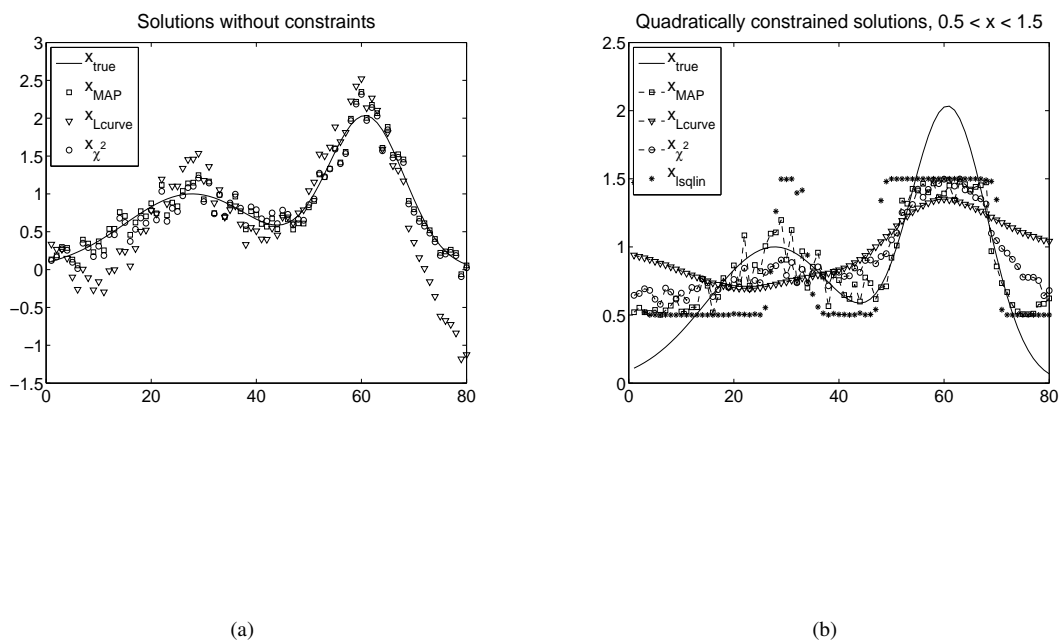 Solutions without constraints
3
2.5
2
1.5
1
0.5
0
−0.5
−1
−1.5
0 20 40 60 80
x_true
x_MAP
x_Lcurve
x_χ²
(a)
Quadratically constrained solutions, 0.5 < x < 1.5
2.5
2
1.5
1
0.5
0
0 20 40 60 80
x_true
x_MAP
x_Lcurve
x_χ²
x_lsqlin
(b)